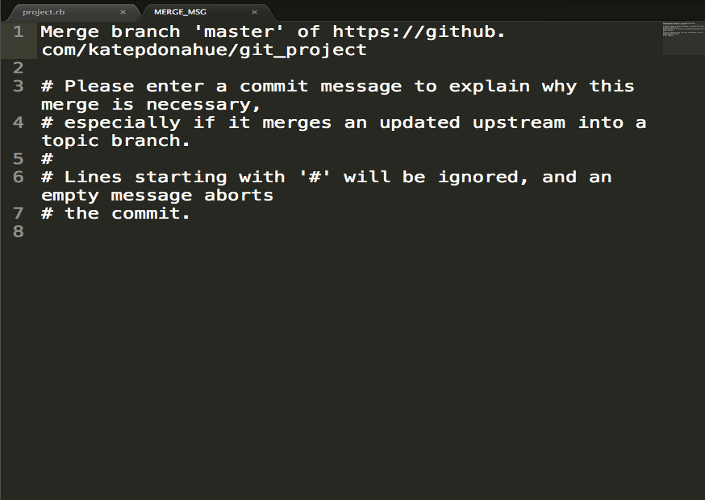 project.rb × MERGE_MSG ×
1 Merge branch 'master' of https://github.
com/katepdonahue/git_project
2
3 # Please enter a commit message to explain why this
merge is necessary,
4 # especially if it merges an updated upstream into a
topic branch.
5 #
6 # Lines starting with '#' will be ignored, and an
empty message aborts
7 # the commit.
8